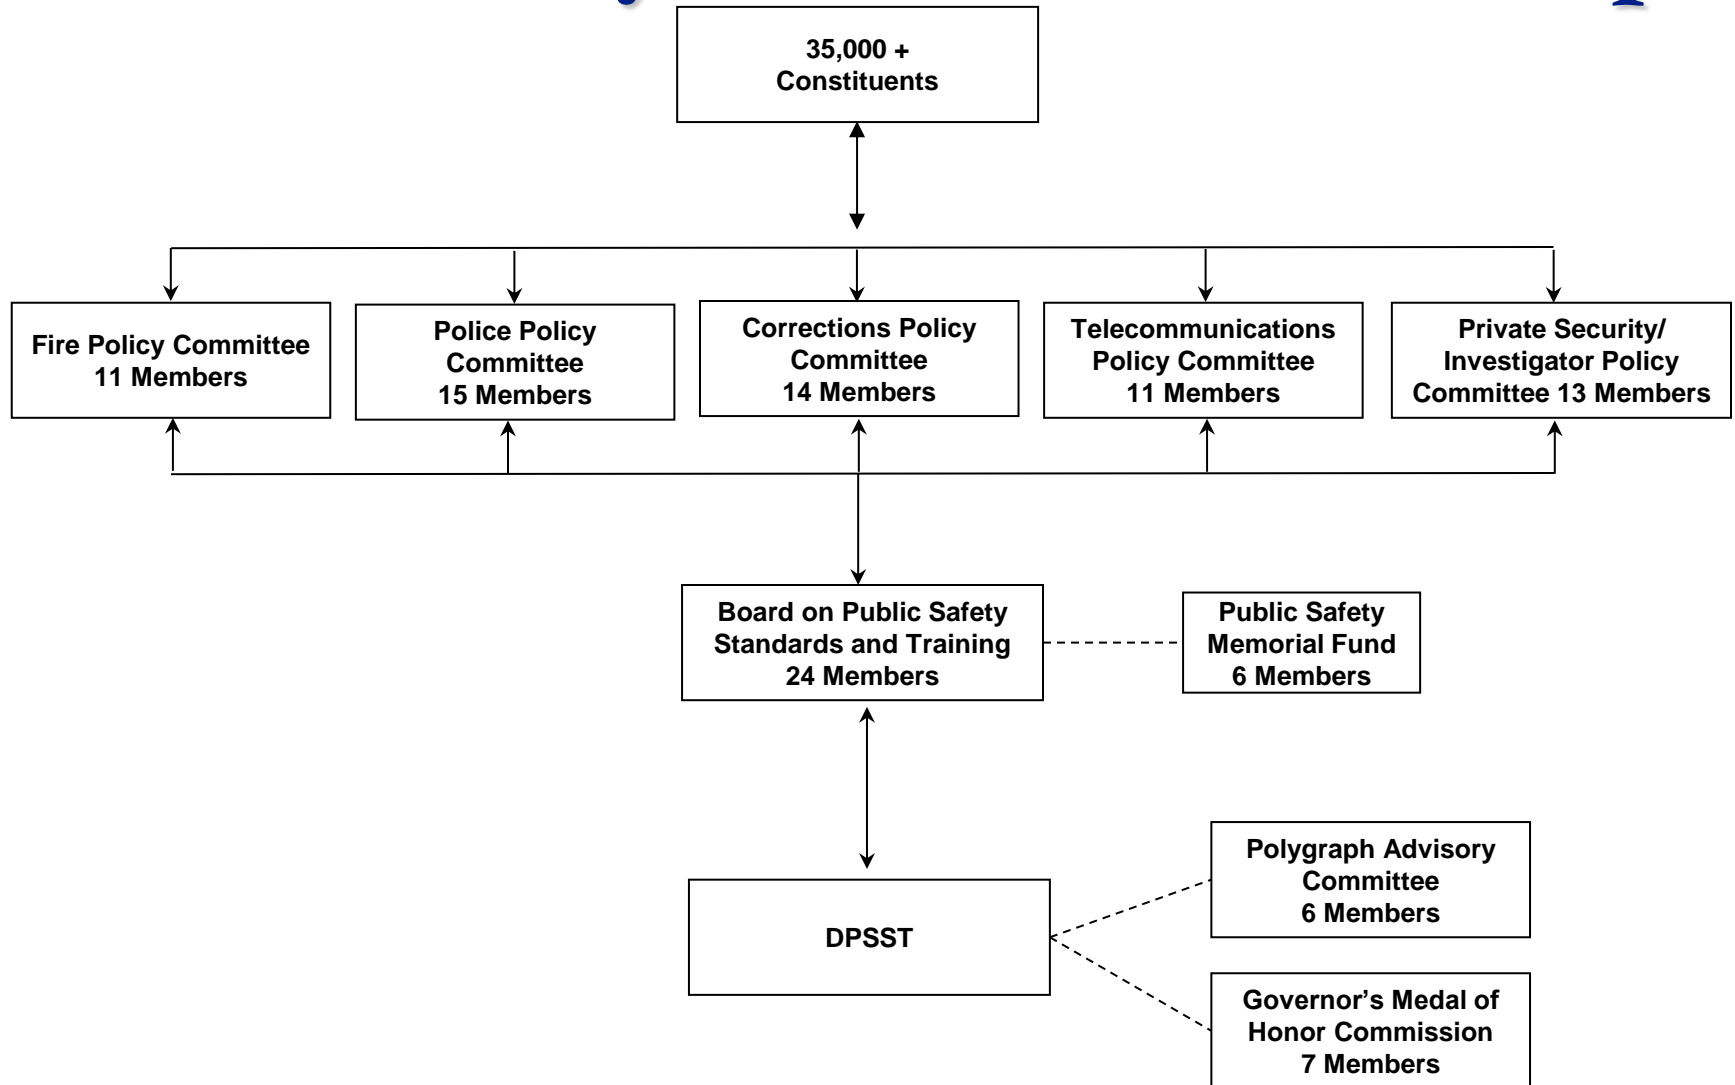 35,000 +
Constituents
Fire Policy Committee
11 Members
Police Policy
Committee
15 Members
Corrections Policy
Committee
14 Members
Telecommunications
Policy Committee
11 Members
Private Security/
Investigator Policy
Committee 13 Members
Board on Public Safety
Standards and Training
24 Members
Public Safety
Memorial Fund
6 Members
Polygraph Advisory
Committee
6 Members
DPSST
Governor’s Medal of
Honor Commission
7 Members